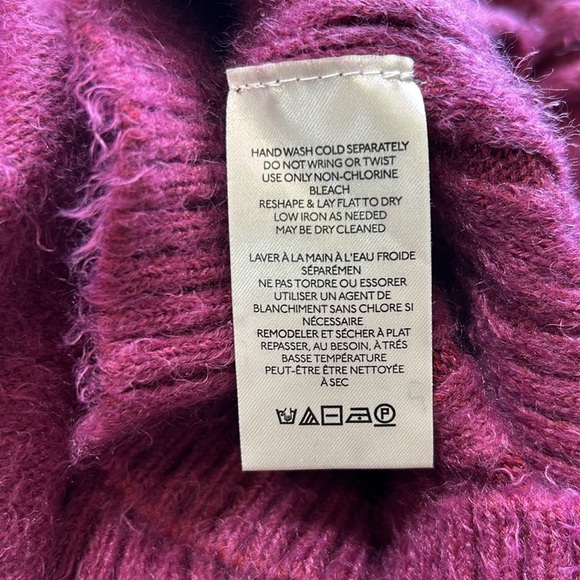 HAND WASH COLD SEPARATELY
DO NOT WRING OR TWIST
USE ONLY NON-CHLORINE
BLEACH
RESHAPE & LAY FLAT TO DRY
LOW IRON AS NEEDED
MAY BE DRY CLEANED
LAVER À LA MAIN À L'EAU FROIDE
SÉPARÉMEN
NE PAS TORDRE OU ESSORER
UTILISER UN AGENT DE
BLANCHIMENT SANS CHLORE SI
NÉCESSAIRE
REMODELER ET SÉCHER À PLAT
REPASSER, AU BESOIN, À TRÉS
BASSE TEMPÉRATURE
PEUT-ÊTRE ÊTRE NETTOYÉE
À SEC
P